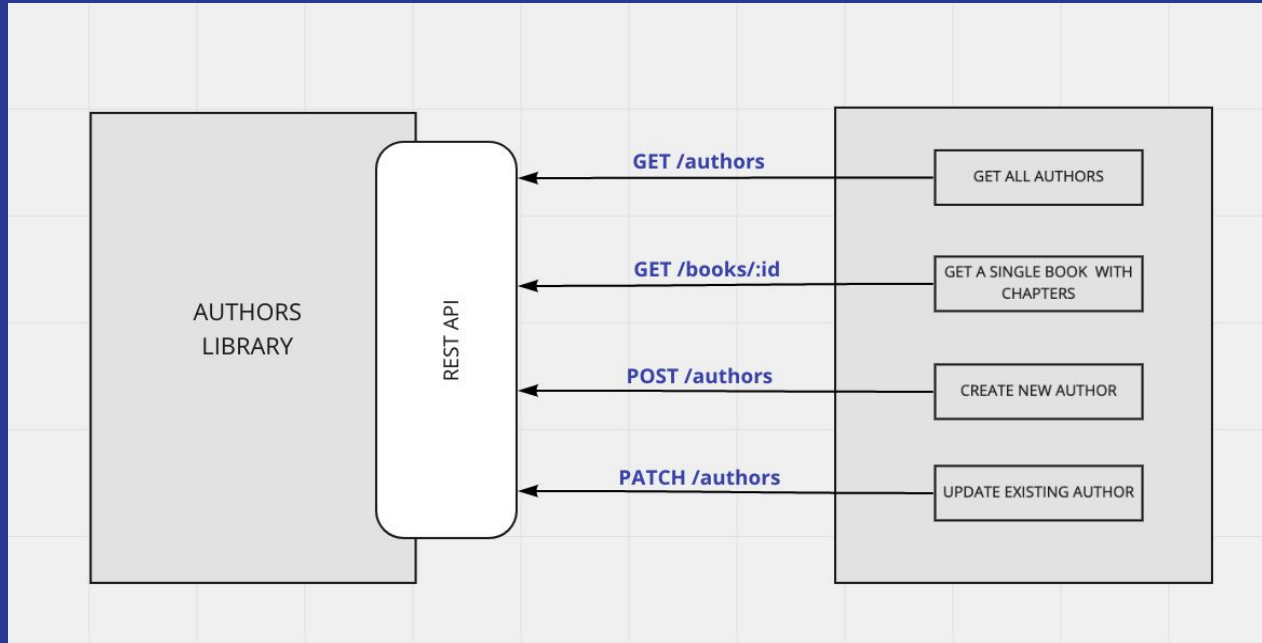 AUTHORS
LIBRARY
REST API
GET /authors
GET ALL AUTHORS
GET /books/:id
GET A SINGLE BOOK WITH
CHAPTERS
POST /authors
CREATE NEW AUTHOR
PATCH /authors
UPDATE EXISTING AUTHOR